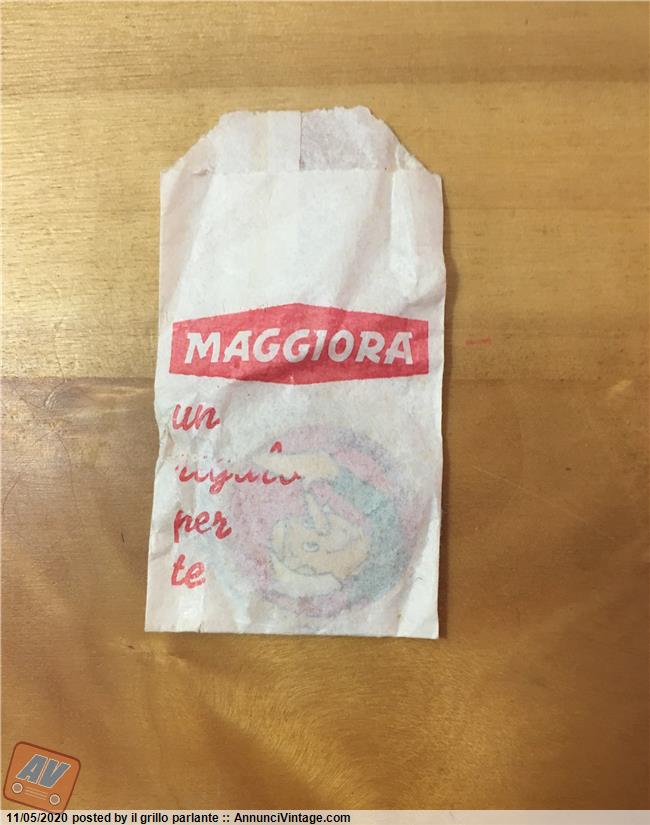 MAGGIORA
un
regalo
per
te
AV
11/05/2020 posted by il grillo parlante :: AnnunciVintage.com